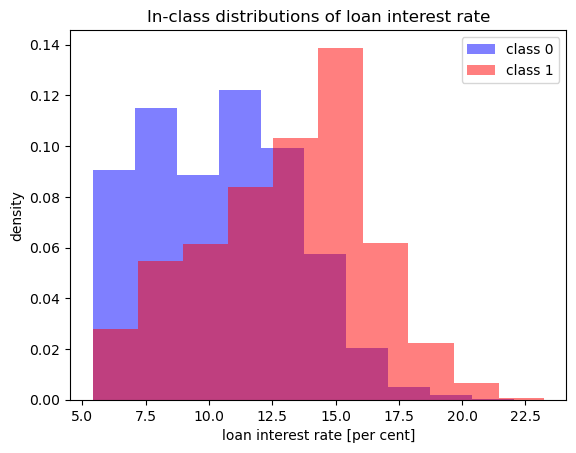 In-class distributions of loan interest rate
class 0
class 1
density
0.14
0.12
0.10
0.08
0.06
0.04
0.02
0.00
5.0 7.5 10.0 12.5 15.0 17.5 20.0 22.5
loan interest rate [per cent]